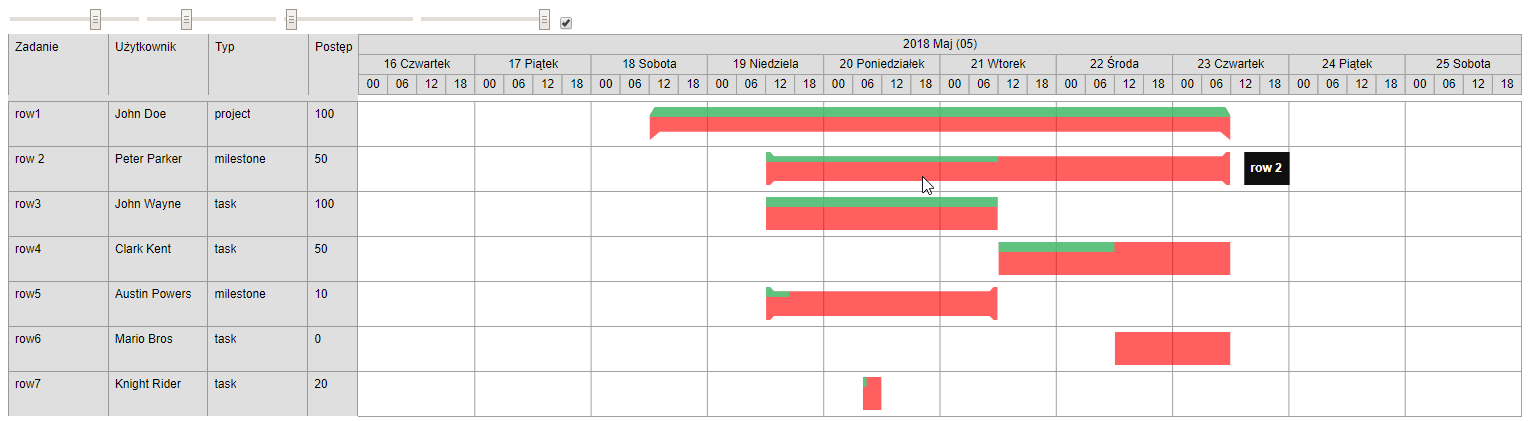 Zadanie Użytkownik Typ Postęp 2018 Maj (05)
16 Czwartek 17 Piątek 18 Sobota 19 Niedziela 20 Poniedziałek 21 Wtorek 22 Środa 23 Czwartek 24 Piątek 25 Sobota
00 06 12 18 00 06 12 18 00 06 12 18 00 06 12 18 00 06 12 18 00 06 12 18 00 06 12 18 00 06 12 18 00 06 12 18 00 06 12 18
row1 John Doe project 100
row 2 Peter Parker milestone 50 row 2
row3 John Wayne task 100
row4 Clark Kent task 50
row5 Austin Powers milestone 10
row6 Mario Bros task 0
row7 Knight Rider task 20